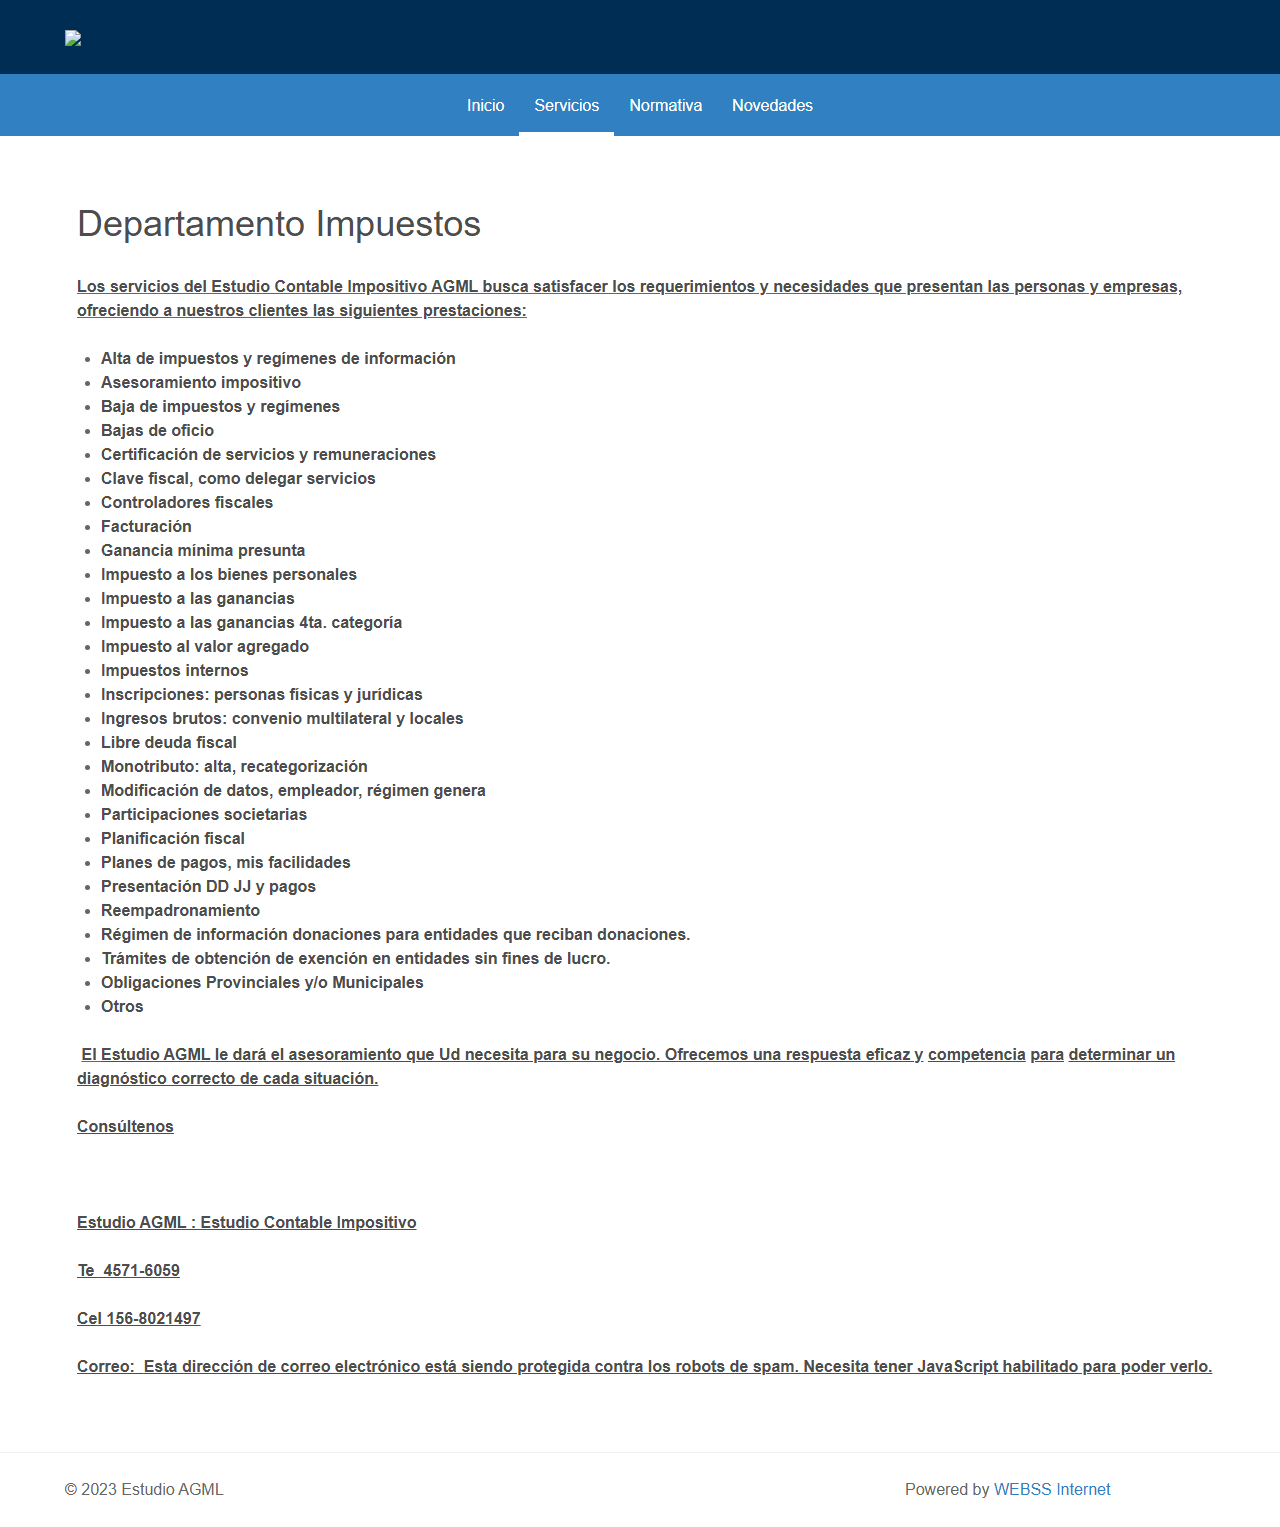 Inicio Servicios Normativa Novedades
Departamento Impuestos
Los servicios del Estudio Contable Impositivo AGML busca satisfacer los requerimientos y necesidades que presentan las personas y empresas,
ofreciendo a nuestros clientes las siguientes prestaciones:
• Alta de impuestos y regímenes de información
• Asesoramiento impositivo
• Baja de impuestos y regímenes
• Bajas de oficio
• Certificación de servicios y remuneraciones
• Clave fiscal, como delegar servicios
• Controladores fiscales
• Facturación
• Ganancia mínima presunta
• Impuesto a los bienes personales
• Impuesto a las ganancias
• Impuesto a las ganancias 4ta. categoría
• Impuesto al valor agregado
• Impuestos internos
• Inscripciones: personas físicas y jurídicas
• Ingresos brutos: convenio multilateral y locales
• Libre deuda fiscal
• Monotributo: alta, recategorización
• Modificación de datos, empleador, régimen genera
• Participaciones societarias
• Planificación fiscal
• Planes de pagos, mis facilidades
• Presentación DD JJ y pagos
• Reempadronamiento
• Régimen de información donaciones para entidades que reciban donaciones.
• Trámites de obtención de exención en entidades sin fines de lucro.
• Obligaciones Provinciales y/o Municipales
• Otros
El Estudio AGML le dará el asesoramiento que Ud necesita para su negocio. Ofrecemos una respuesta eficaz y competencia para determinar un
diagnóstico correcto de cada situación.
Consúltenos
Estudio AGML : Estudio Contable Impositivo
Te  4571-6059
Cel 156-8021497
Correo:  Esta dirección de correo electrónico está siendo protegida contra los robots de spam. Necesita tener JavaScript habilitado para poder verlo.
© 2023 Estudio AGML Powered by WEBSS Internet